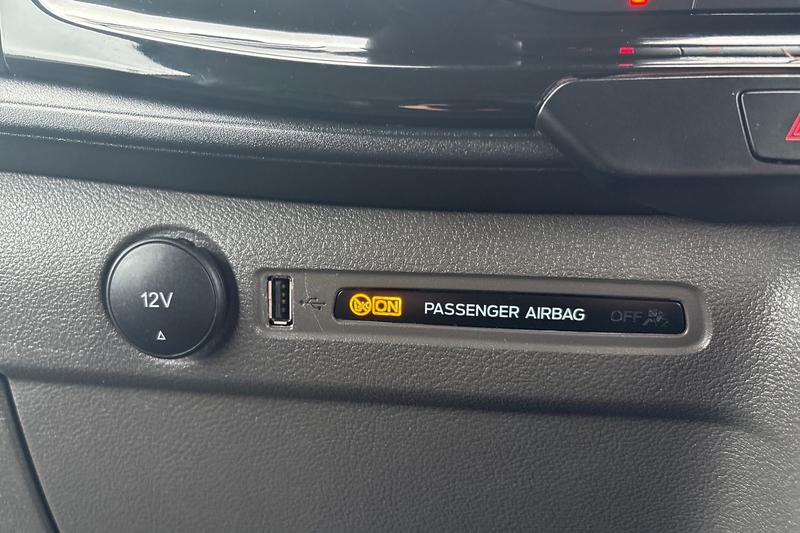 12V
ON PASSENGER AIRBAG OFF